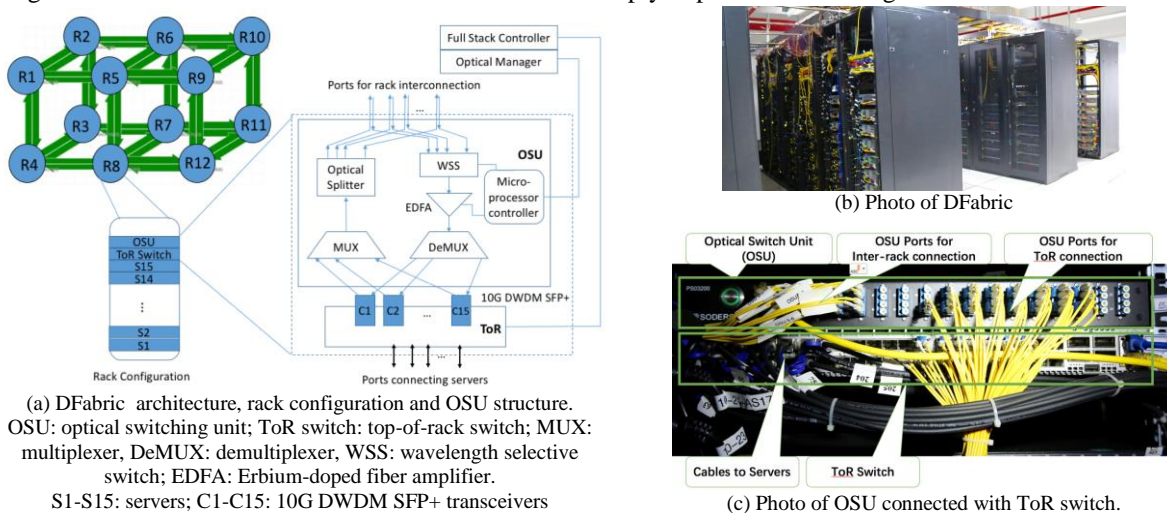 R2
R6
R10
R1
R5
R9
R3
R7
R11
R4
R8
R12
OSU
ToR Switch
S15
S14
⋮
S2
S1
Rack Configuration
Full Stack Controller
Optical Manager
Ports for rack interconnection
...
OSU
Optical
Splitter
WSS
Micro-
processor
controller
EDFA
MUX
DeMUX
10G DWDM SFP+
C1
C2
...
C15
ToR
...
Ports connecting servers
(a) DFabric architecture, rack configuration and OSU structure.
OSU: optical switching unit; ToR switch: top-of-rack switch; MUX:
multiplexer, DeMUX: demultiplexer, WSS: wavelength selective
switch; EDFA: Erbium-doped fiber amplifier.
S1-S15: servers; C1-C15: 10G DWDM SFP+ transceivers
(b) Photo of DFabric
Optical Switch Unit
(OSU)
OSU Ports for
Inter-rack connection
OSU Ports for
ToR connection
OSU
204
205
Cables to Servers
ToR Switch
(c) Photo of OSU connected with ToR switch.